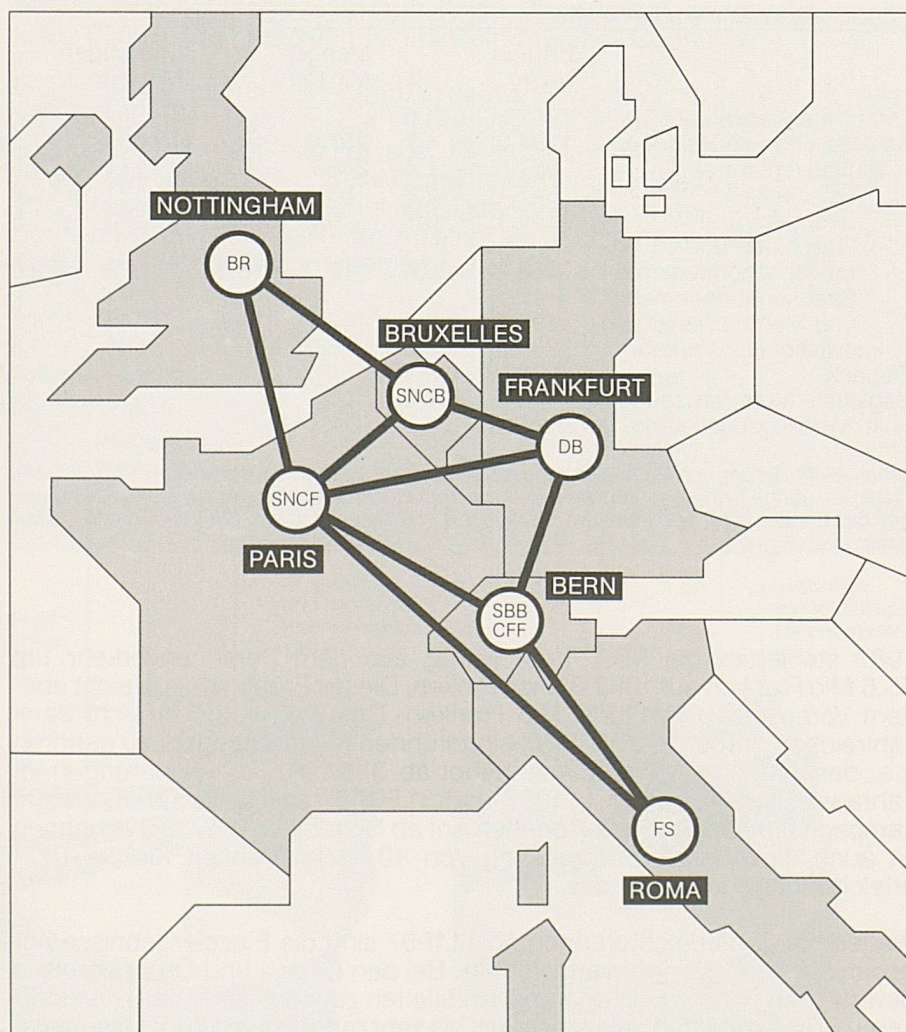 NOTTINGHAM
BR
BRUXELLES
SNCB
FRANKFURT
DB
SNCF
PARIS
BERN
SBB
CFF
FS
ROMA